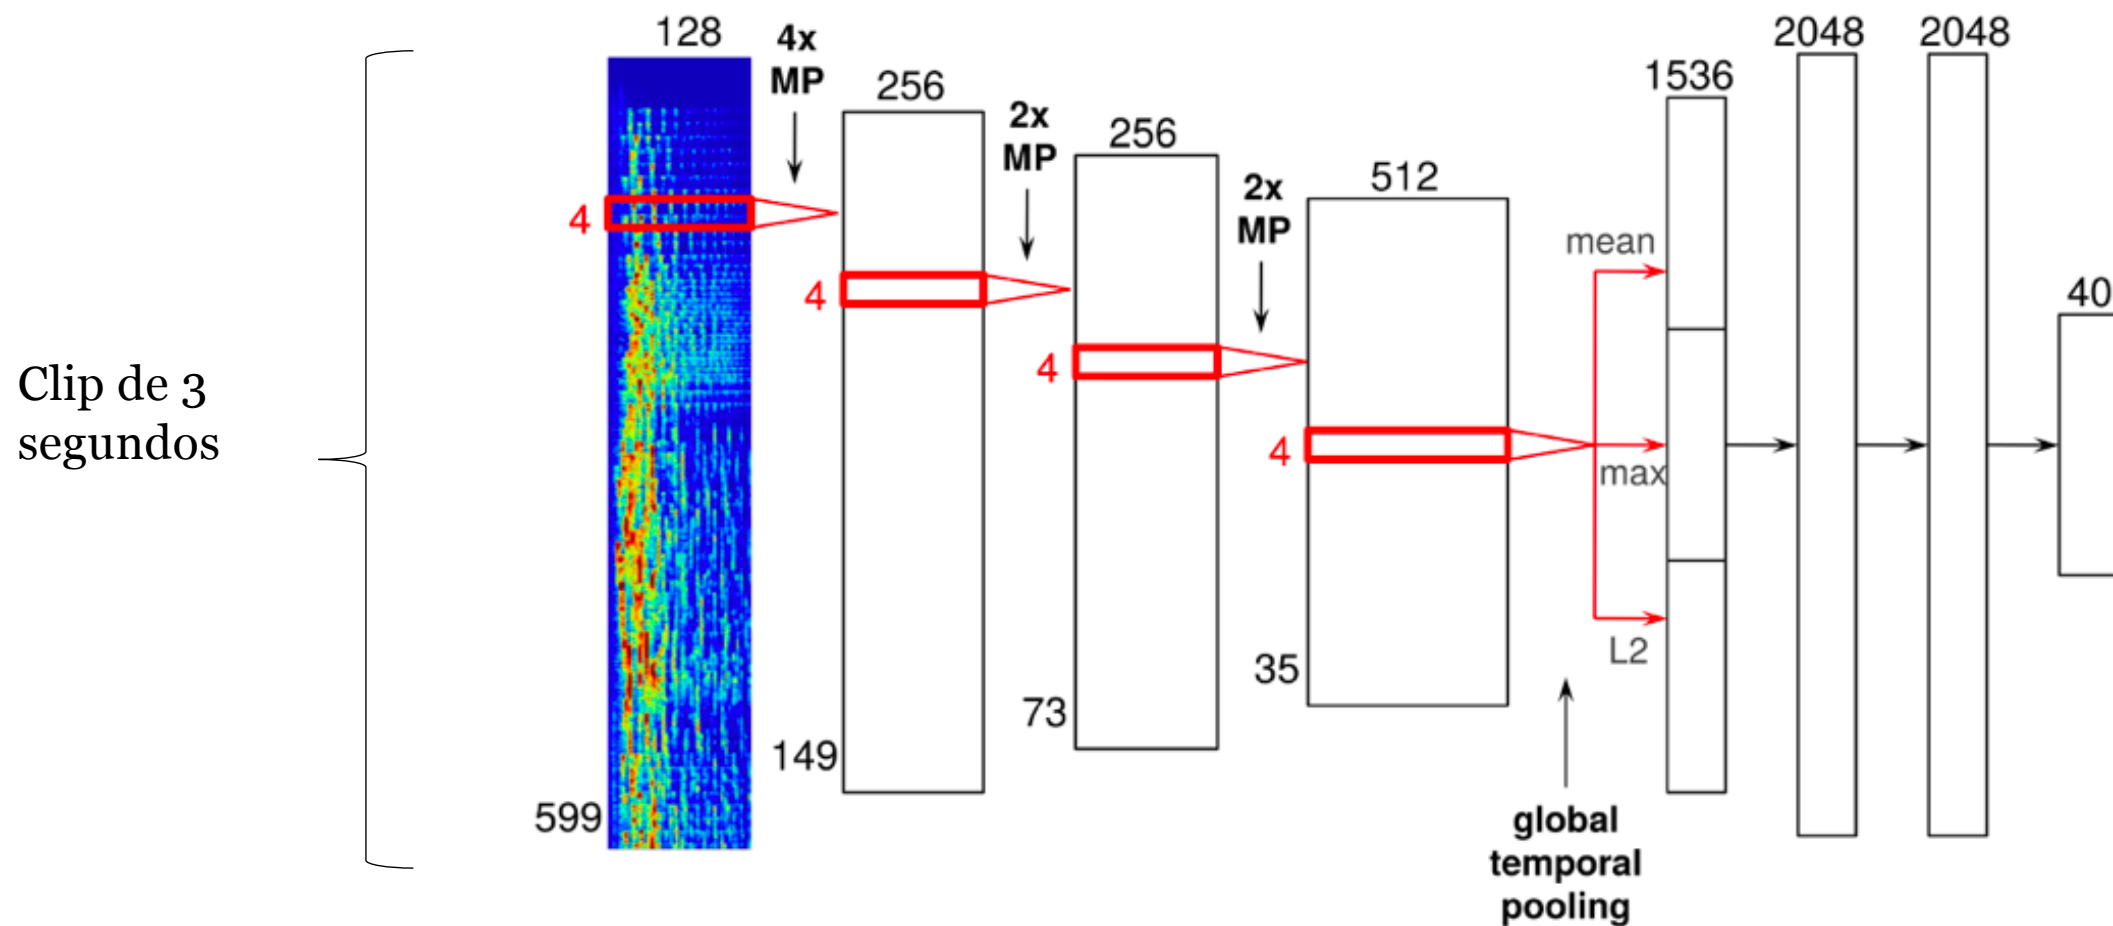 Clip de 3
segundos
128
4x
MP
256
2x
MP
256
2x
MP
512
1536
2048
2048
40
4
4
4
4
mean
max
L2
599
149
73
35
global
temporal
pooling